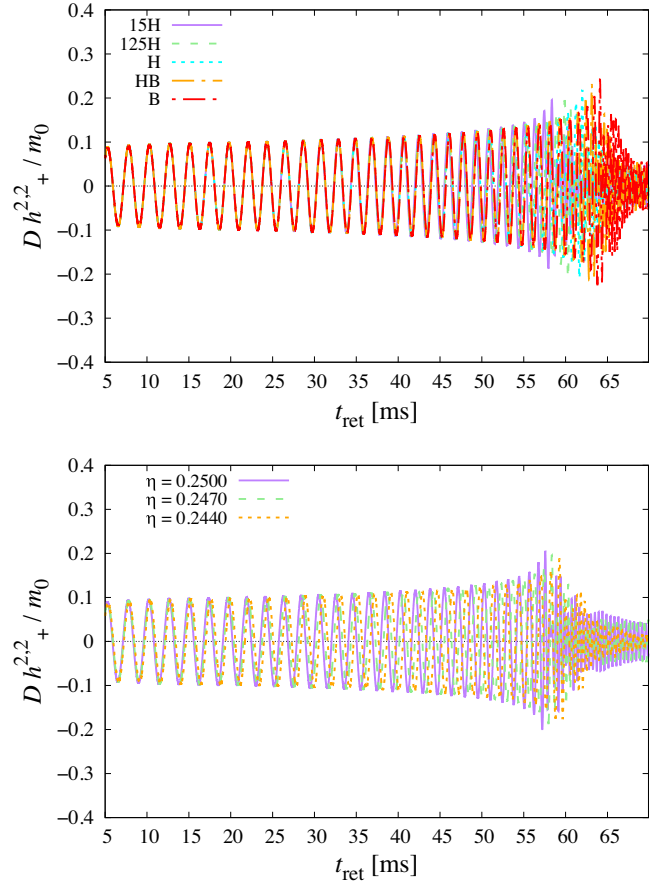 15H
125H
H
HB
B
0.4
0.3
0.2
0.1
0
−0.1
−0.2
−0.3
−0.4
D h^{2,2}_+ / m_0
5 10 15 20 25 30 35 40 45 50 55 60 65
t_ret [ms]
η = 0.2500
η = 0.2470
η = 0.2440
0.4
0.3
0.2
0.1
0
−0.1
−0.2
−0.3
−0.4
D h^{2,2}_+ / m_0
5 10 15 20 25 30 35 40 45 50 55 60 65
t_ret [ms]